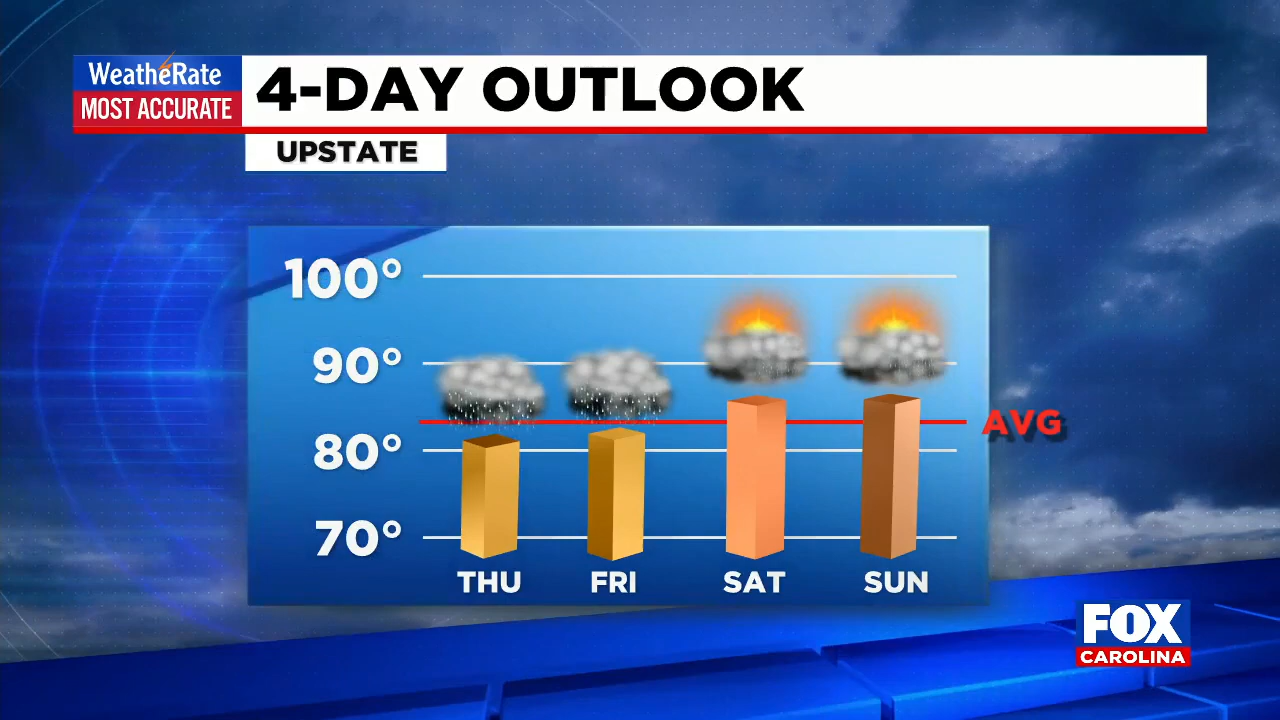 WeatheRate
MOST ACCURATE
4-DAY OUTLOOK
UPSTATE
100°
90°
AVG
80°
70°
THU FRI SAT SUN
FOX
CAROLINA